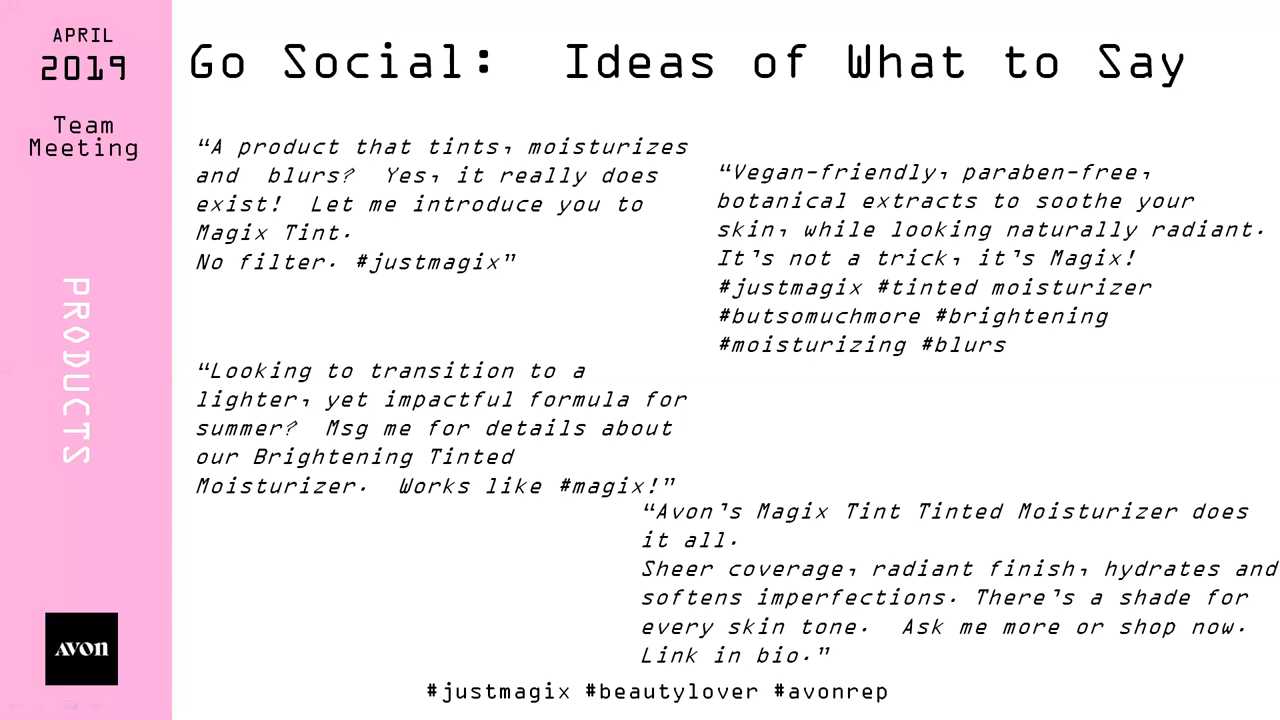 APRIL
2019
Team
Meeting
PRODUCTS
AVON
Go Social:  Ideas of What to Say
“A product that tints, moisturizes
and  blurs?  Yes, it really does
exist!  Let me introduce you to
Magix Tint.
No filter. #justmagix”
“Vegan-friendly, paraben-free,
botanical extracts to soothe your
skin, while looking naturally radiant.
It’s not a trick, it’s Magix!
#justmagix #tinted moisturizer
#butsomuchmore #brightening
#moisturizing #blurs
“Looking to transition to a
lighter, yet impactful formula for
summer?  Msg me for details about
our Brightening Tinted
Moisturizer.  Works like #magix!”
“Avon’s Magix Tint Tinted Moisturizer does
it all.
Sheer coverage, radiant finish, hydrates and
softens imperfections. There’s a shade for
every skin tone.  Ask me more or shop now.
Link in bio.”
#justmagix #beautylover #avonrep